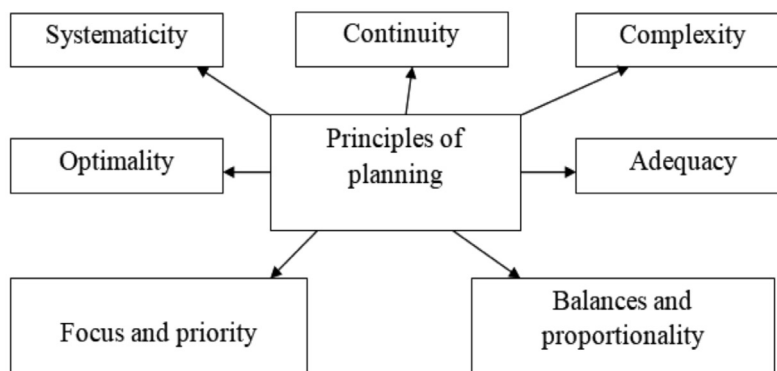 Systematicity
Continuity
Complexity
Principles of
planning
Optimality
Adequacy
Focus and priority
Balances and
proportionality